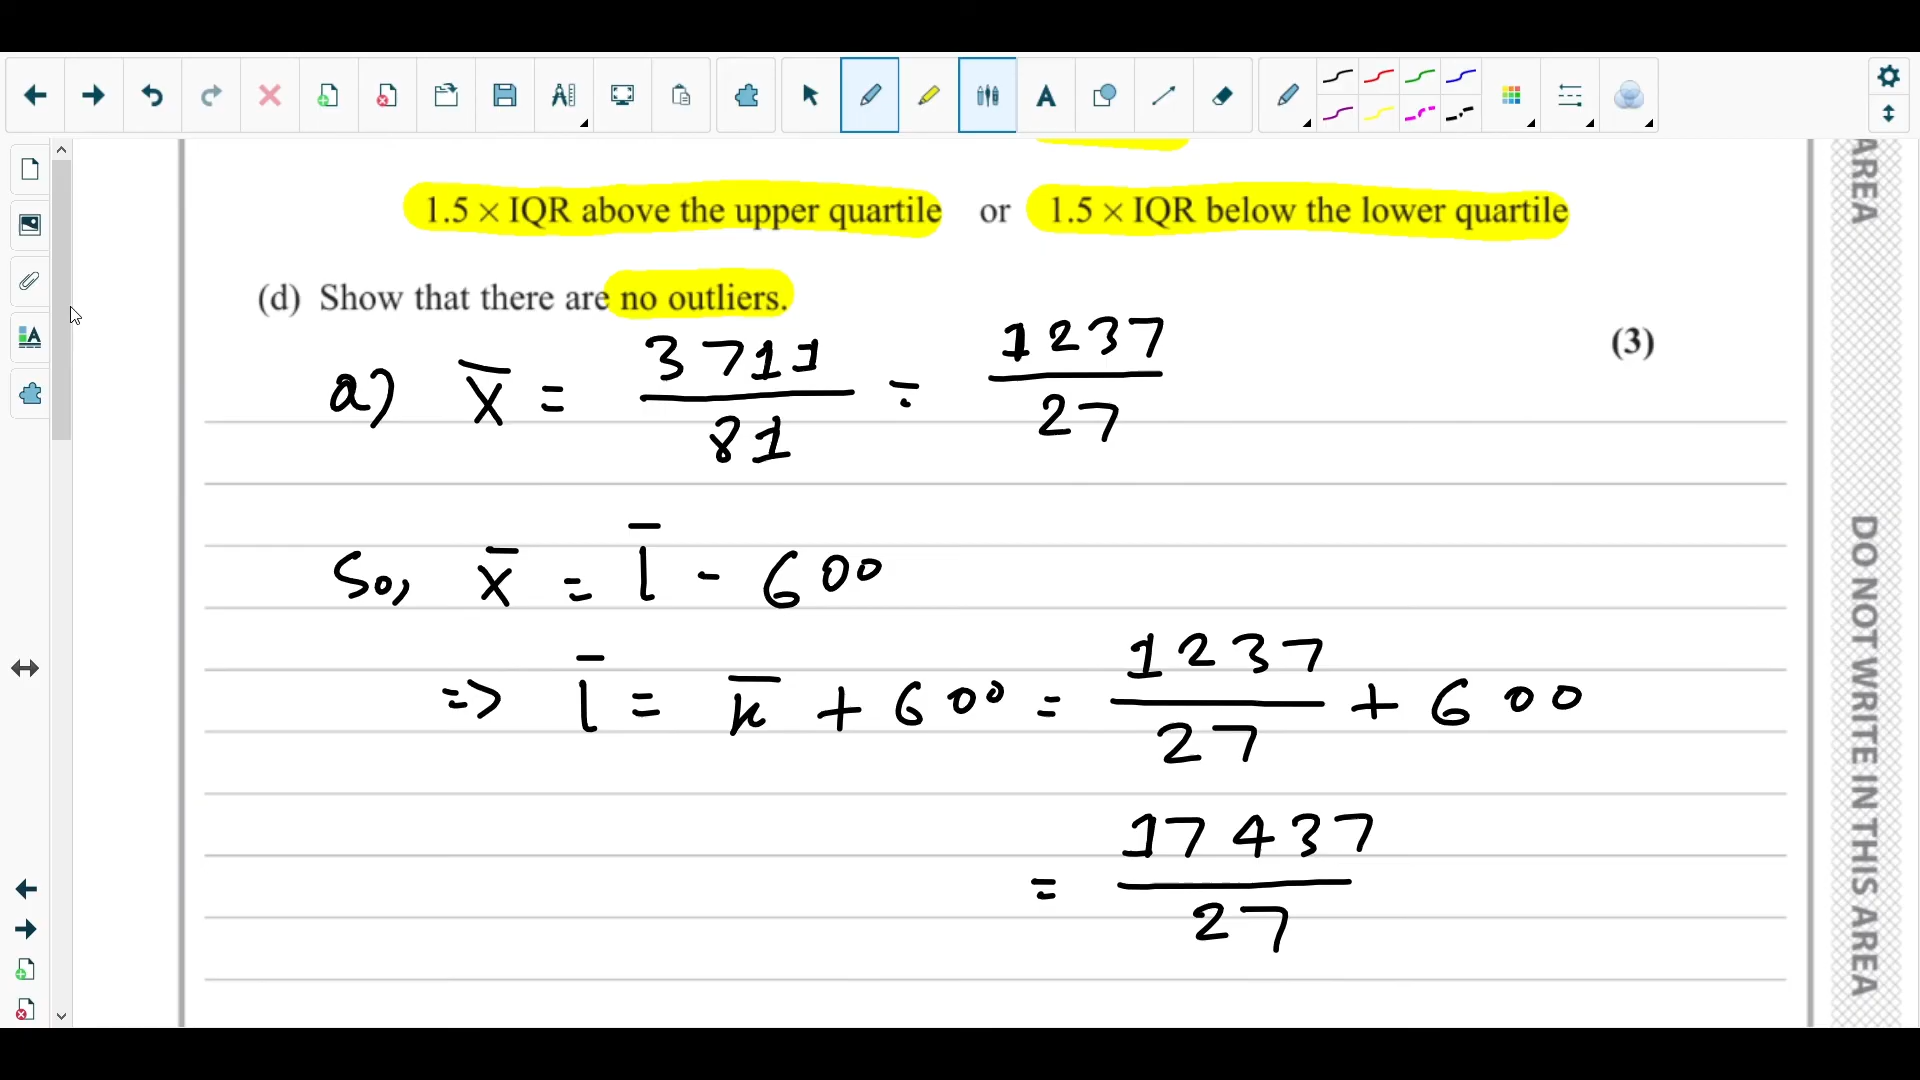 1.5 × IQR above the upper quartile or 1.5 × IQR below the lower quartile
(d) Show that there are no outliers.
(3)
a) x̄ = 3711/81 = 1237/27
So, x̄ = l̄ - 600
=> l̄ = x̄ + 600 = 1237/27 + 600
= 17437/27
AREA
DO NOT WRITE IN THIS AREA